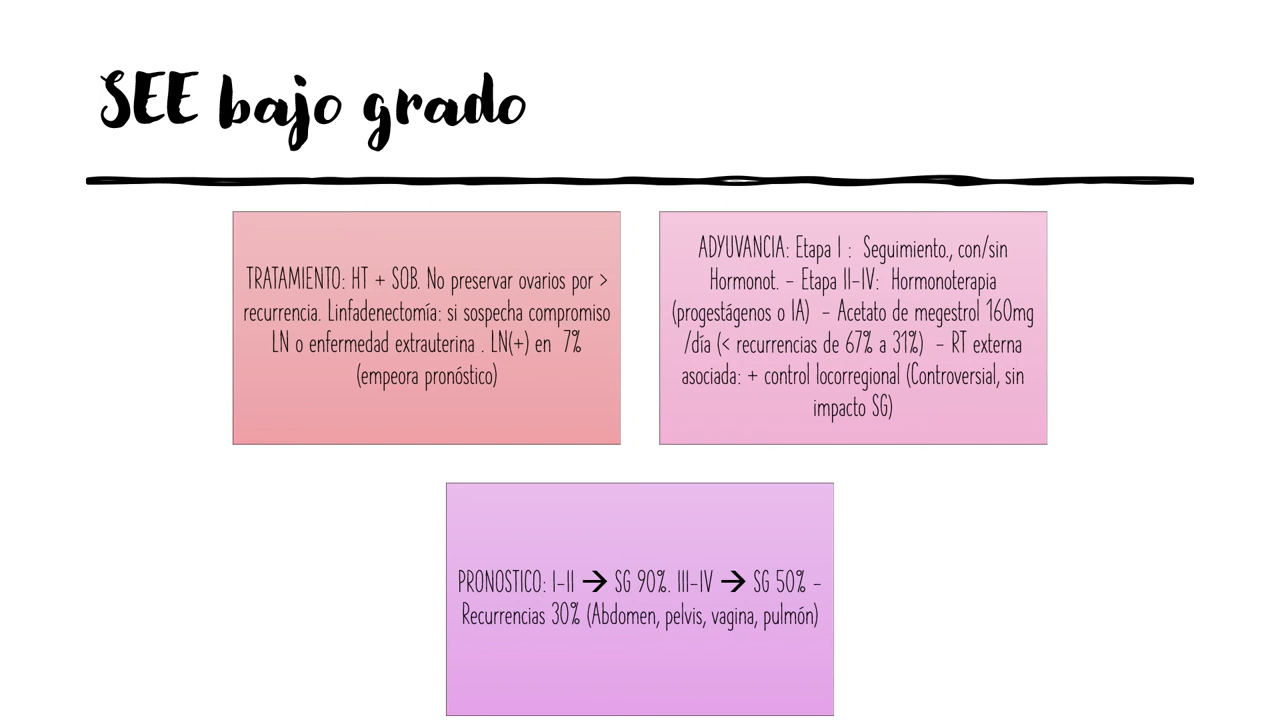 SEE bajo grado
TRATAMIENTO: HT + SOB. No preservar ovarios por >
recurrencia. Linfadenectomía: si sospecha compromiso
LN o enfermedad extrauterina . LN(+) en 7%
(empeora pronóstico)
ADYUVANCIA: Etapa I : Seguimiento., con/sin
Hormonot. – Etapa II–IV: Hormonoterapia
(progestágenos o IA) – Acetato de megestrol 160mg
/día (< recurrencias de 67% a 31%) – RT externa
asociada: + control locorregional (Controversial, sin
impacto SG)
PRONOSTICO: I–II → SG 90%. III–IV → SG 50% –
Recurrencias 30% (Abdomen, pelvis, vagina, pulmón)